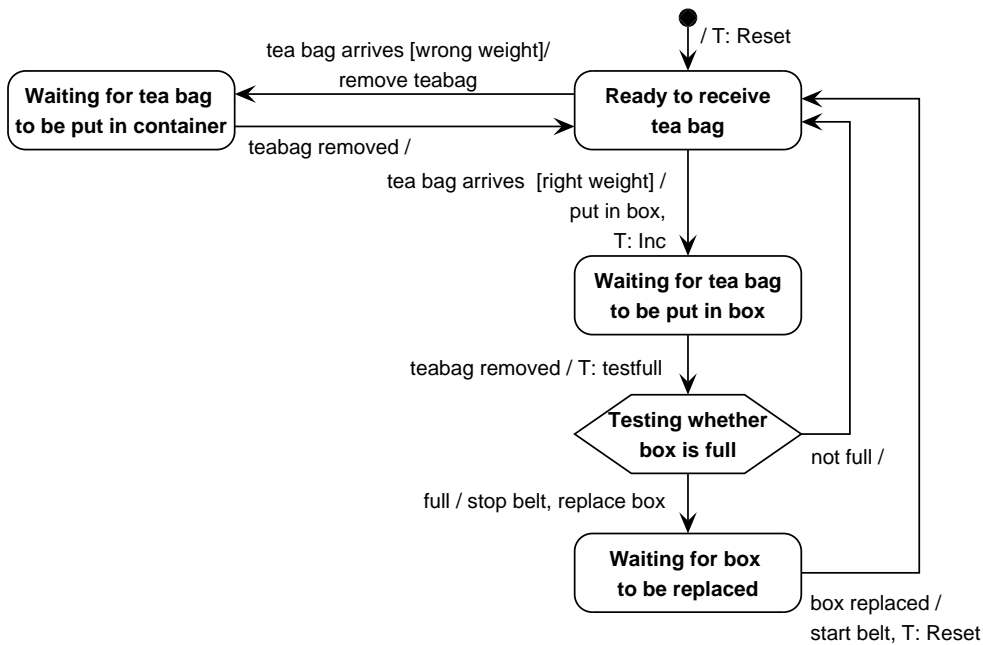 / T: Reset
tea bag arrives [wrong weight]/
remove teabag
Waiting for tea bag
to be put in container
Ready to receive
tea bag
teabag removed /
tea bag arrives  [right weight] /
put in box,
T: Inc
Waiting for tea bag
to be put in box
teabag removed / T: testfull
Testing whether
box is full
not full /
full / stop belt, replace box
Waiting for box
to be replaced
box replaced /
start belt, T: Reset